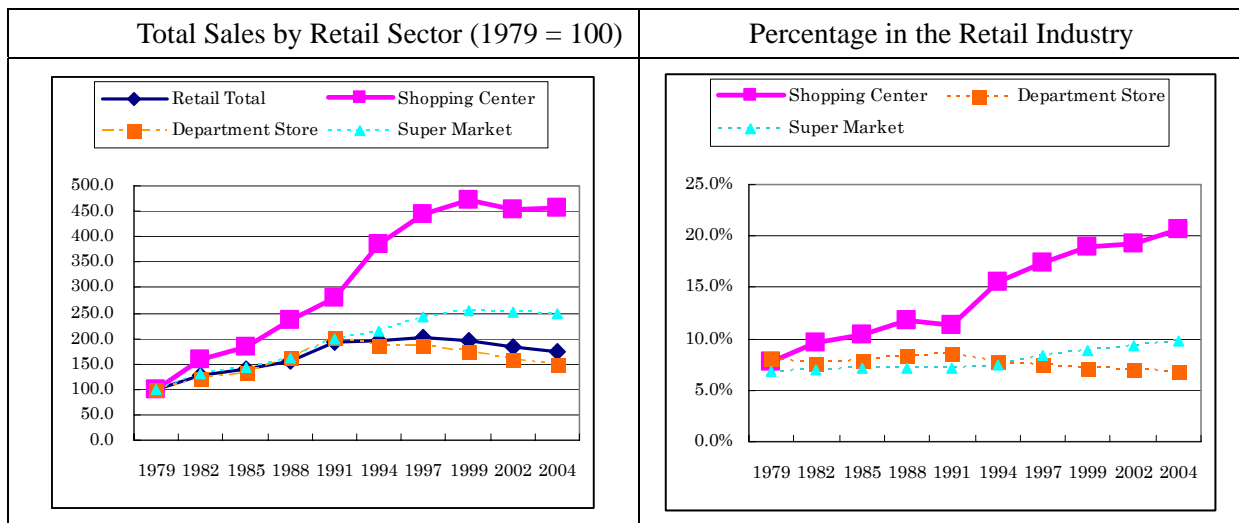 Total Sales by Retail Sector (1979 = 100)
Retail Total Shopping Center
Department Store Super Market
500.0
450.0
400.0
350.0
300.0
250.0
200.0
150.0
100.0
50.0
0.0
1979 1982 1985 1988 1991 1994 1997 1999 2002 2004
Percentage in the Retail Industry
Shopping Center Department Store
Super Market
25.0%
20.0%
15.0%
10.0%
5.0%
0.0%
1979 1982 1985 1988 1991 1994 1997 1999 2002 2004